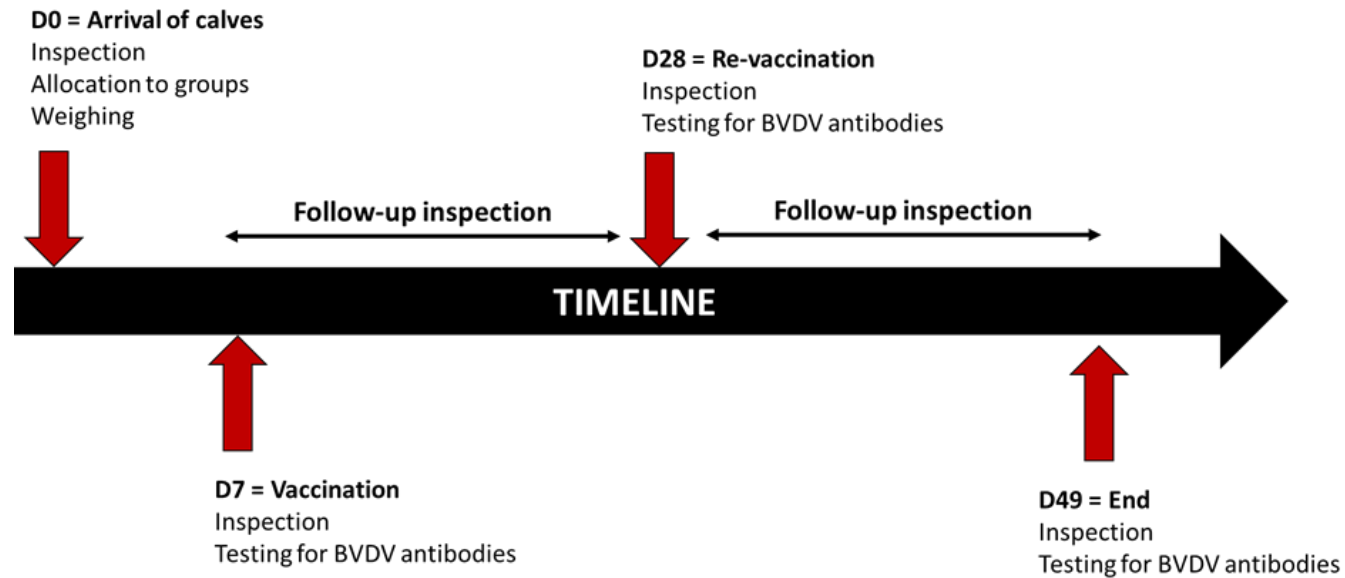 D0 = Arrival of calves
Inspection
Allocation to groups
Weighing
D28 = Re-vaccination
Inspection
Testing for BVDV antibodies
Follow-up inspection
Follow-up inspection
TIMELINE
D7 = Vaccination
Inspection
Testing for BVDV antibodies
D49 = End
Inspection
Testing for BVDV antibodies